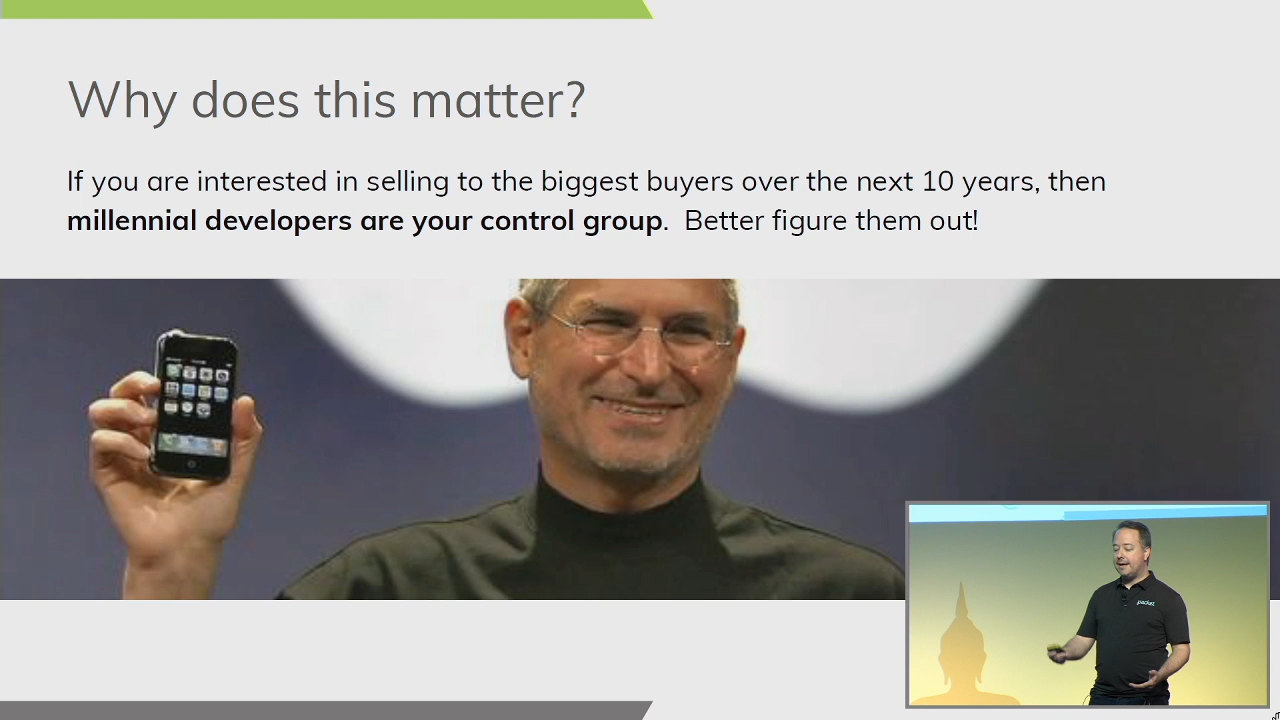 Why does this matter?
If you are interested in selling to the biggest buyers over the next 10 years, then
millennial developers are your control group.  Better figure them out!
packet